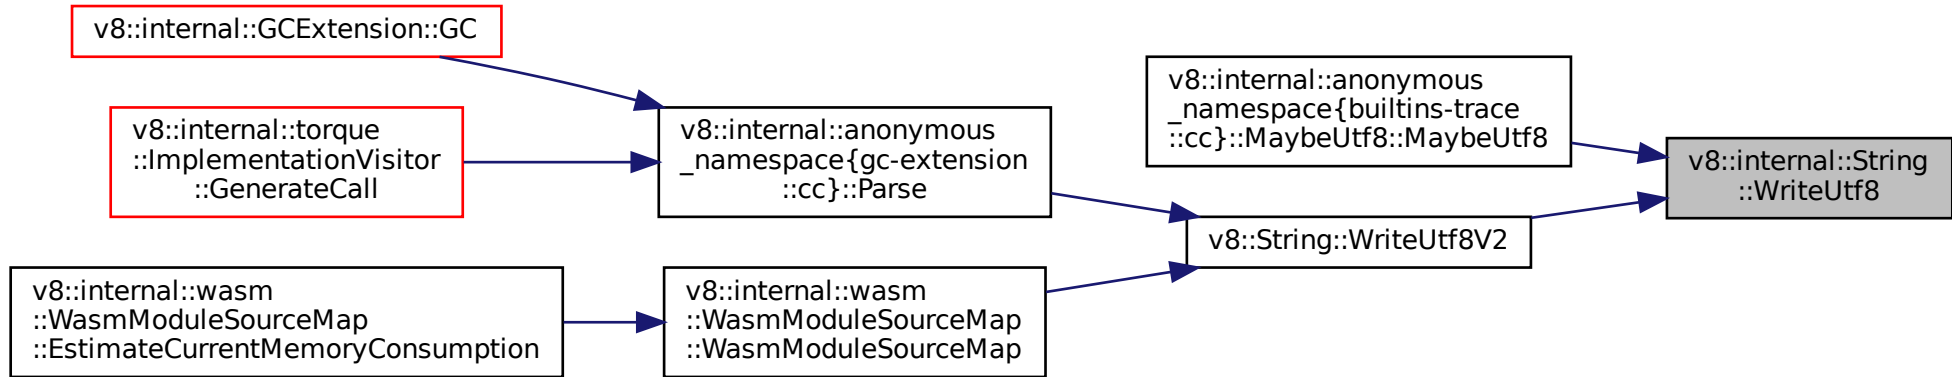 v8::internal::GCExtension::GC
v8::internal::torque
::ImplementationVisitor
::GenerateCall
v8::internal::wasm
::WasmModuleSourceMap
::EstimateCurrentMemoryConsumption
v8::internal::anonymous
_namespace{gc-extension
::cc}::Parse
v8::internal::wasm
::WasmModuleSourceMap
::WasmModuleSourceMap
v8::internal::anonymous
_namespace{builtins-trace
::cc}::MaybeUtf8::MaybeUtf8
v8::String::WriteUtf8V2
v8::internal::String
::WriteUtf8